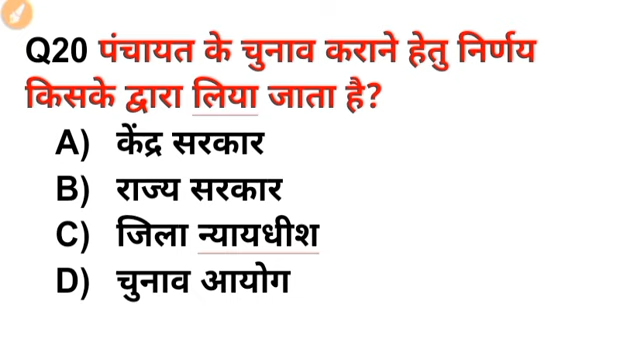 Q20 पंचायत के चुनाव कराने हेतु निर्णय
किसके द्वारा लिया जाता है?
A) केंद्र सरकार
B) राज्य सरकार
C) जिला न्यायधीश
D) चुनाव आयोग